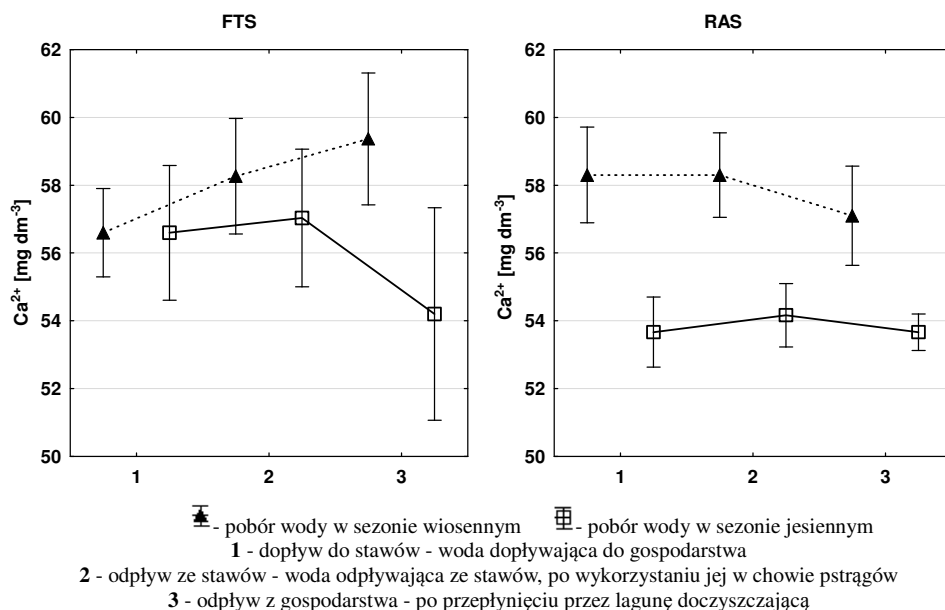 FTS RAS
62 62
60 60
58 58
56 56
54 54
52 52
50 50
Ca²⁺ [mg dm⁻³] Ca²⁺ [mg dm⁻³]
1 2 3 1 2 3
- pobór wody w sezonie wiosennym - pobór wody w sezonie jesiennym
1 - dopływ do stawów - woda dopływająca do gospodarstwa
2 - odpływ ze stawów - woda odpływająca ze stawów, po wykorzystaniu jej w chowie pstrągów
3 - odpływ z gospodarstwa - po przepłynięciu przez lagunę doczyszczającą